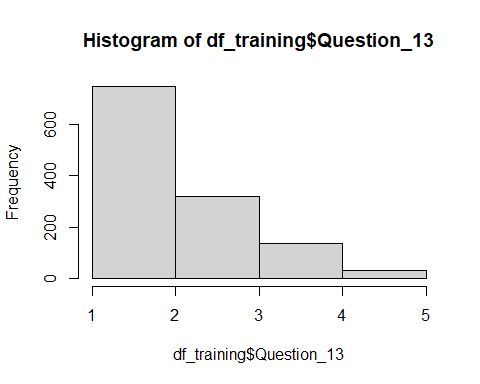 Histogram of df_training$Question_13
Frequency
600
400
200
0
1 2 3 4 5
df_training$Question_13